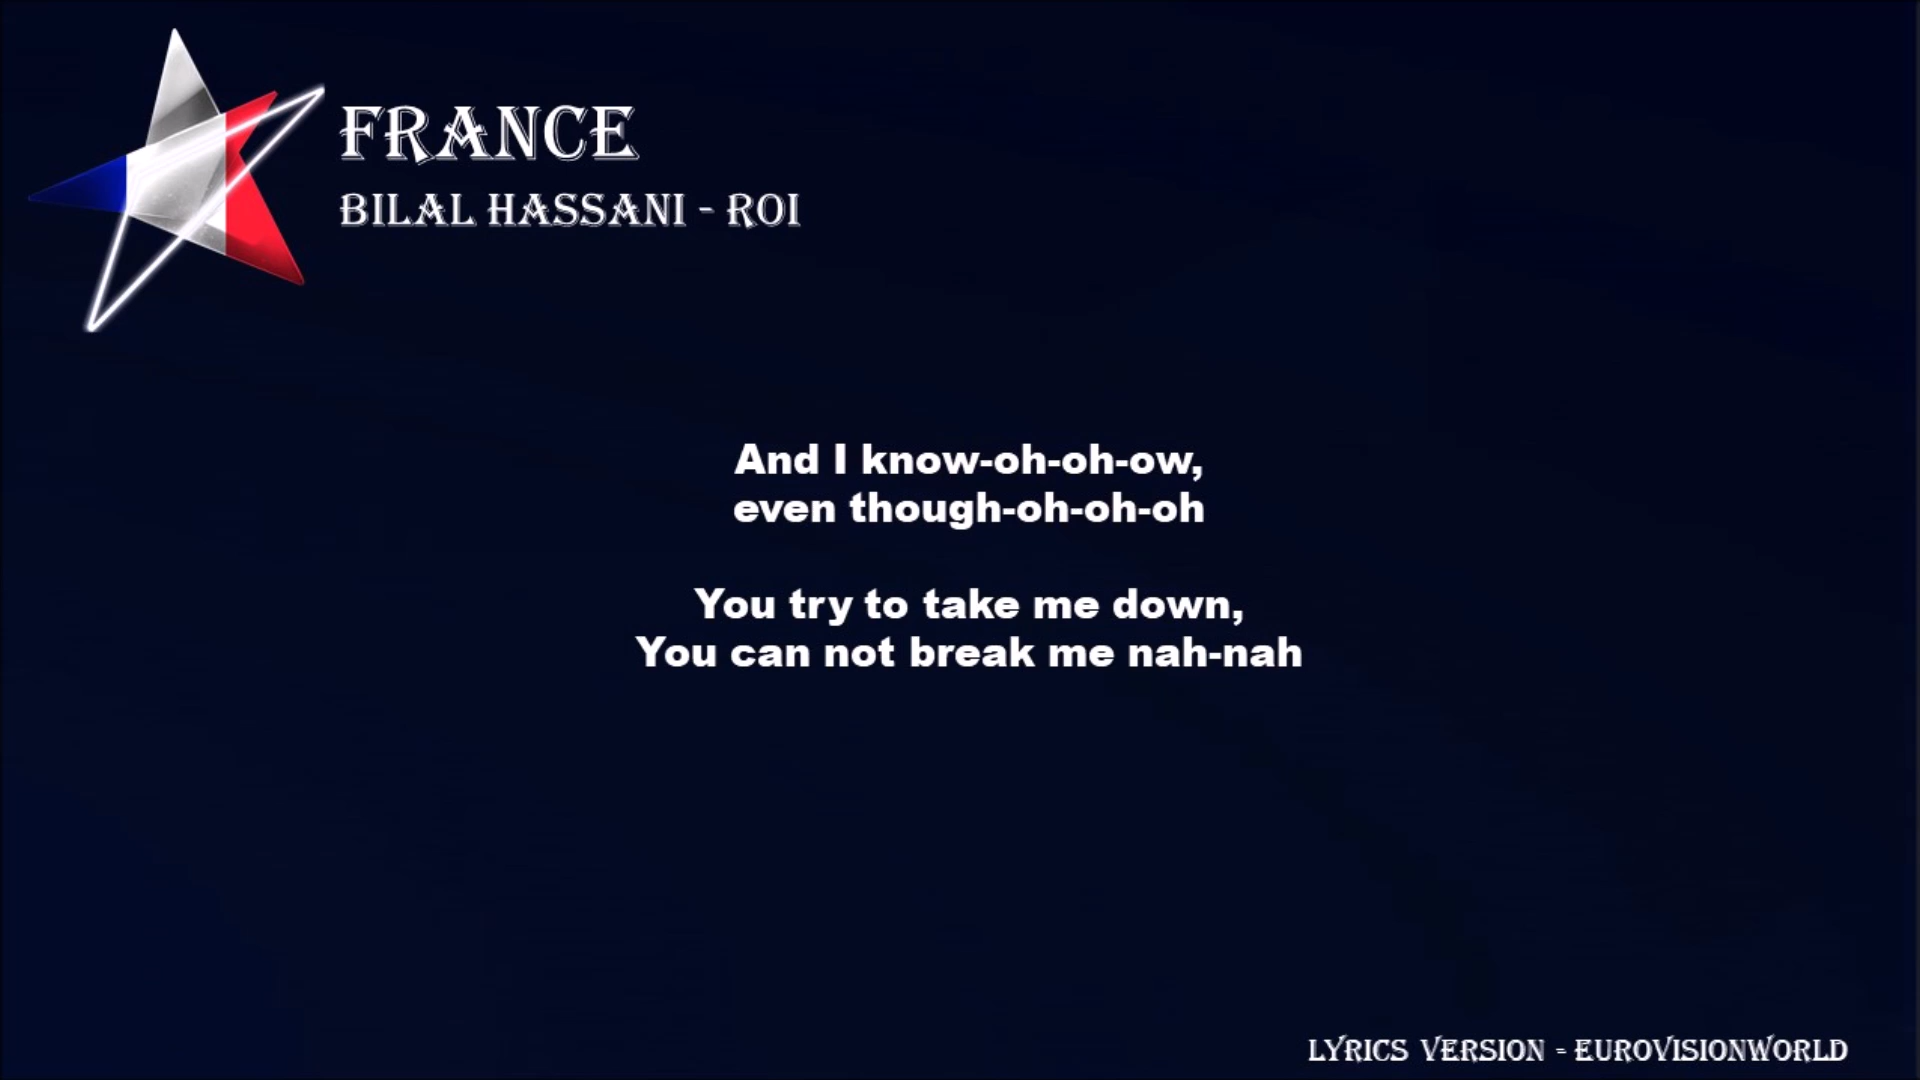 FRANCE
BILAL HASSANI - ROI
And I know-oh-oh-ow,
even though-oh-oh-oh
You try to take me down,
You can not break me nah-nah
LYRICS VERSION - EUROVISIONWORLD